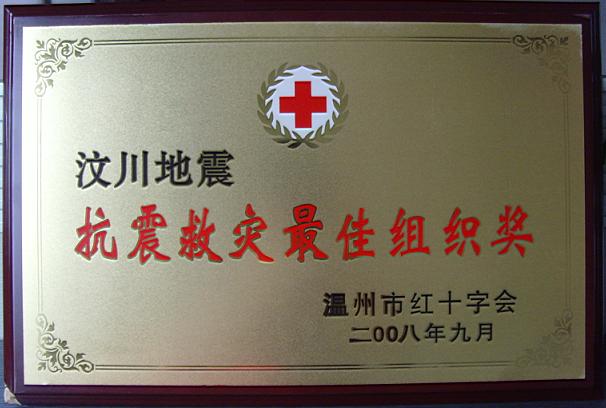 汶川地震
抗震救灾最佳组织奖
温州市红十字会
二00八年九月